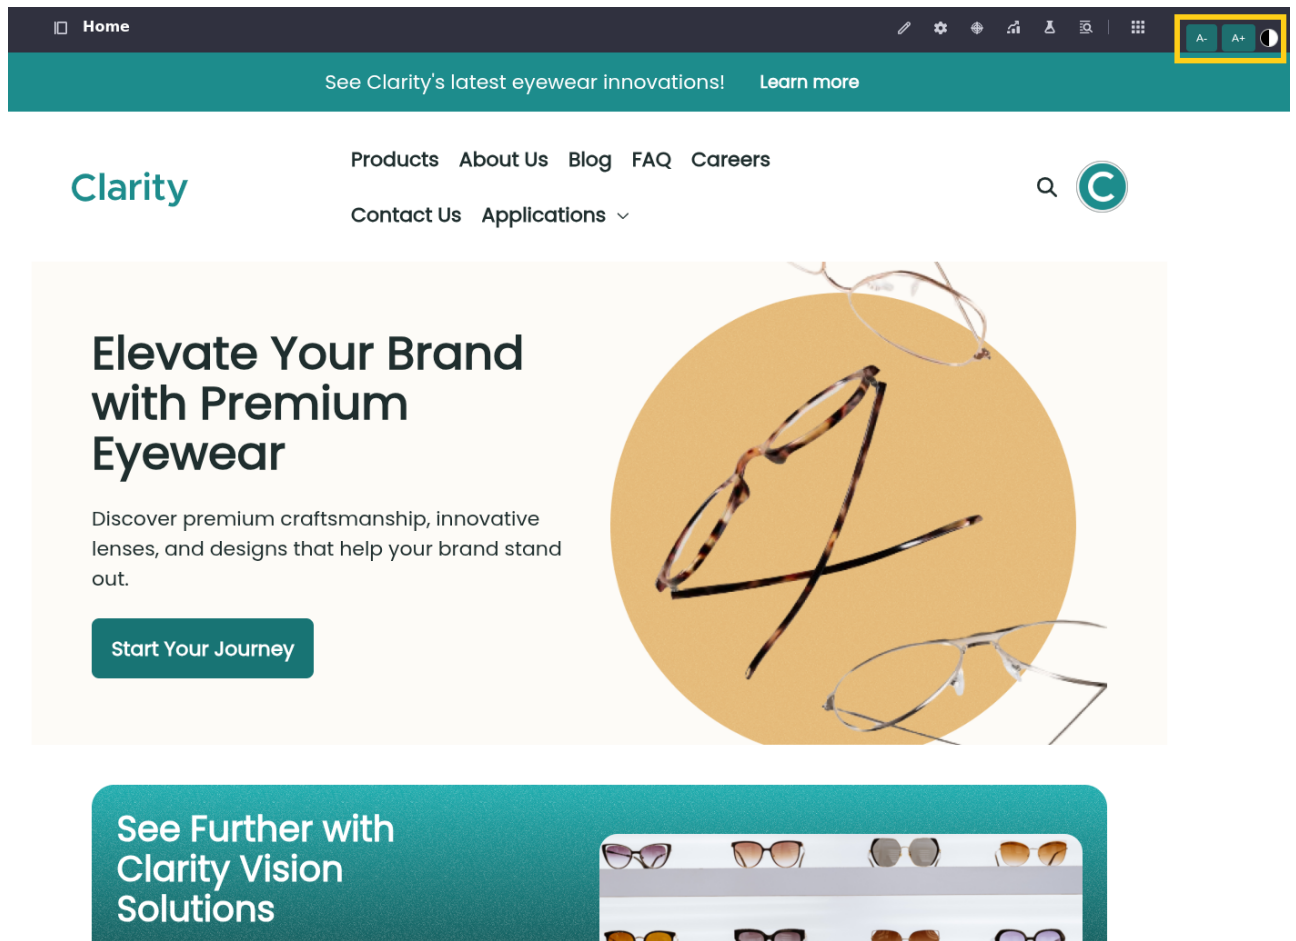 Home
A-
A+
See Clarity's latest eyewear innovations! Learn more
Clarity
Products About Us Blog FAQ Careers
Contact Us Applications
C
Elevate Your Brand
with Premium
Eyewear
Discover premium craftsmanship, innovative
lenses, and designs that help your brand stand
out.
Start Your Journey
See Further with
Clarity Vision
Solutions